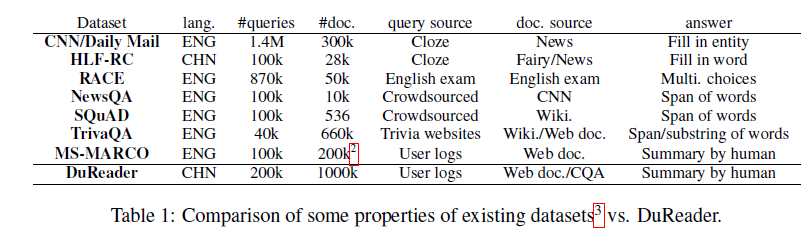 Dataset lang. #queries #doc. query source doc. source answer
CNN/Daily Mail ENG 1.4M 300k Cloze News Fill in entity
HLF-RC CHN 100k 28k Cloze Fairy/News Fill in word
RACE ENG 870k 50k English exam English exam Multi. choices
NewsQA ENG 100k 10k Crowdsourced CNN Span of words
SQuAD ENG 100k 536 Crowdsourced Wiki. Span of words
TrivaQA ENG 40k 660k Trivia websites Wiki./Web doc. Span/substring of words
MS-MARCO ENG 100k 200k2 User logs Web doc. Summary by human
DuReader CHN 200k 1000k User logs Web doc./CQA Summary by human
Table 1: Comparison of some properties of existing datasets3 vs. DuReader.